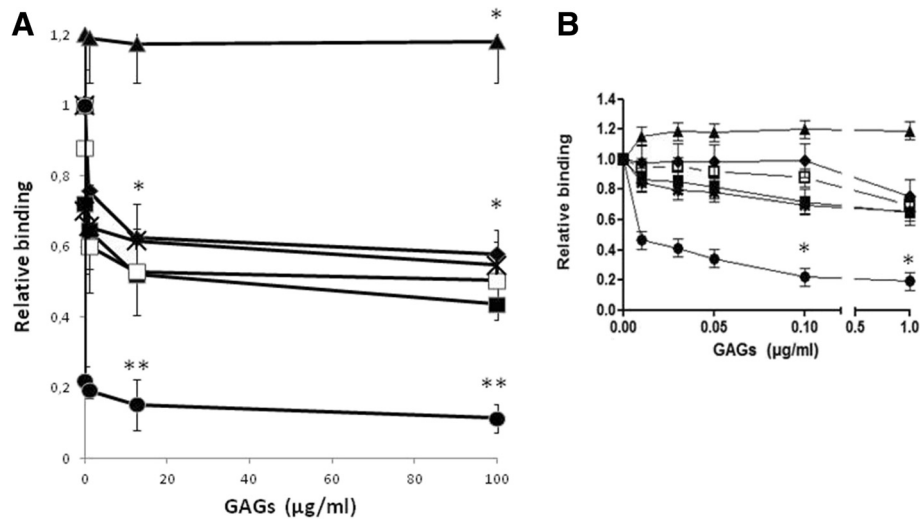 A
Relative binding
1,2
1
0,8
0,6
0,4
0,2
0
*
*
*
**
**
0 20 40 60 80 100
GAGs (µg/ml)
B
Relative binding
1.4
1.2
1.0
0.8
0.6
0.4
0.2
0.0
*
*
0.00 0.05 0.10 0.5 1.0
GAGs (µg/ml)